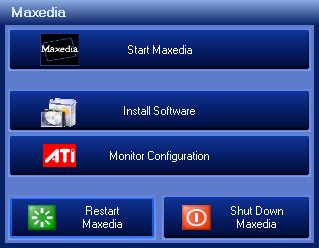 Maxedia
Maxedia
Start Maxedia
Install Software
ATI
Monitor Configuration
Restart
Maxedia
Shut Down
Maxedia